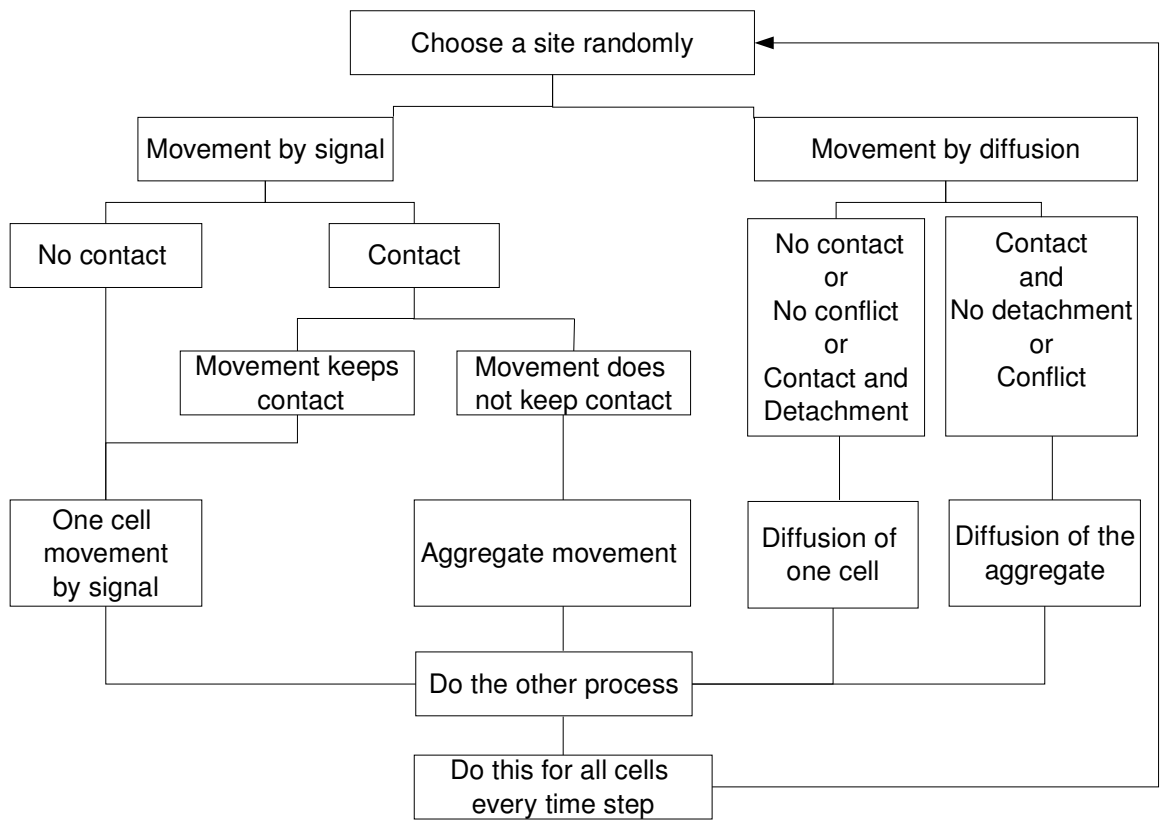 Choose a site randomly
Movement by signal
Movement by diffusion
No contact
Contact
No contact
or
No conflict
or
Contact and
Detachment
Contact
and
No detachment
or
Conflict
Movement keeps
contact
Movement does
not keep contact
One cell
movement
by signal
Aggregate movement
Diffusion of
one cell
Diffusion of the
aggregate
Do the other process
Do this for all cells
every time step